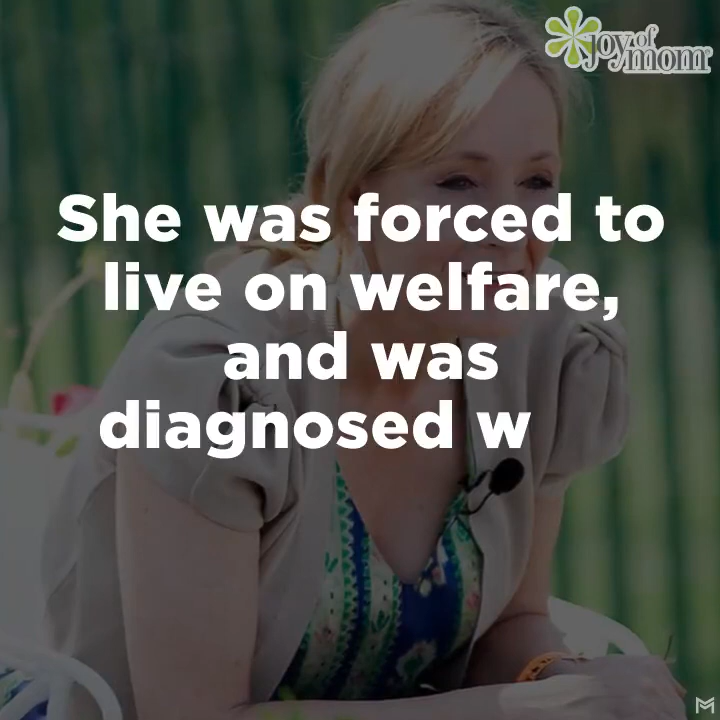 joy of
mom
She was forced to
live on welfare,
and was
diagnosed w
M